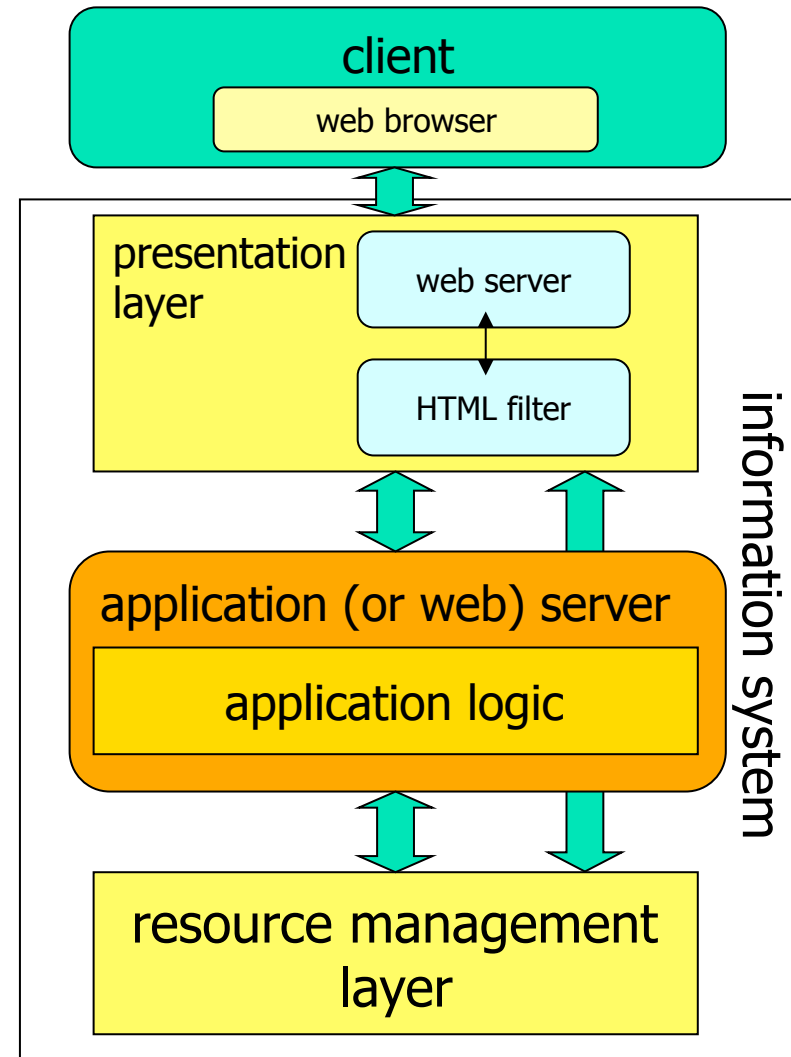 client
web browser
presentation
layer
web server
HTML filter
information system
application (or web) server
application logic
resource management
layer